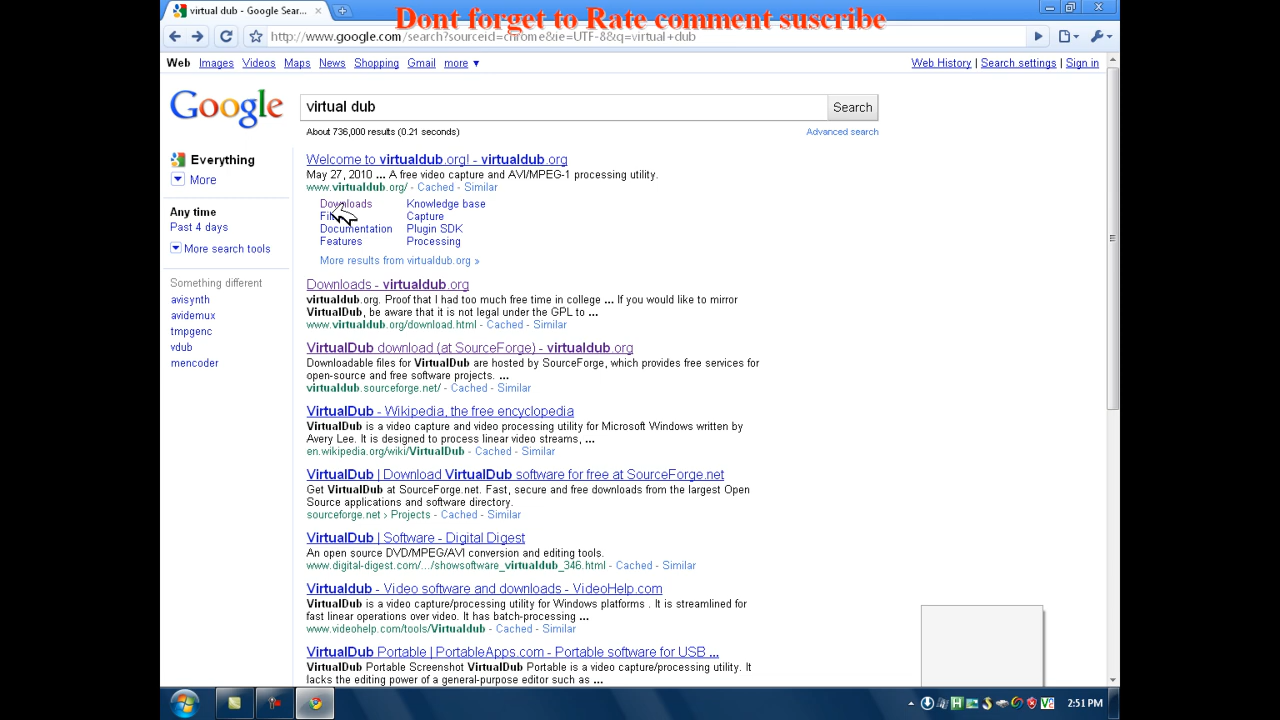 virtual dub - Google Sear...
Dont forget to Rate comment suscribe
http://www.google.com/search?sourceid=chrome&ie=UTF-8&q=virtual+dub
Web Images Videos Maps News Shopping Gmail more ▼
Web History | Search settings | Sign in
Google
virtual dub
Search
About 736,000 results (0.21 seconds)
Advanced search
Everything
More
Any time
Past 4 days
More search tools
Something different
avisynth
avidemux
tmpgenc
vdub
mencoder
Welcome to virtualdub.org! - virtualdub.org
May 27, 2010 ... A free video capture and AVI/MPEG-1 processing utility.
www.virtualdub.org/ - Cached - Similar
Downloads Knowledge base
Capture
Documentation Plugin SDK
Features Processing
More results from virtualdub.org »
Downloads - virtualdub.org
virtualdub.org. Proof that I had too much free time in college ... If you would like to mirror
VirtualDub, be aware that it is not legal under the GPL to ...
www.virtualdub.org/download.html - Cached - Similar
VirtualDub download (at SourceForge) - virtualdub.org
Downloadable files for VirtualDub are hosted by SourceForge, which provides free services for
open-source and free software projects. ...
virtualdub.sourceforge.net/ - Cached - Similar
VirtualDub - Wikipedia, the free encyclopedia
VirtualDub is a video capture and video processing utility for Microsoft Windows written by
Avery Lee. It is designed to process linear video streams, ...
en.wikipedia.org/wiki/VirtualDub - Cached - Similar
VirtualDub | Download VirtualDub software for free at SourceForge.net
Get VirtualDub at SourceForge.net. Fast, secure and free downloads from the largest Open
Source applications and software directory.
sourceforge.net › Projects - Cached - Similar
VirtualDub | Software - Digital Digest
An open source DVD/MPEG/AVI conversion and editing tools.
www.digital-digest.com/.../showsoftware_virtualdub_346.html - Cached - Similar
Virtualdub - Video software and downloads - VideoHelp.com
VirtualDub is a video capture/processing utility for Windows platforms . It is streamlined for
fast linear operations over video. It has batch-processing ...
www.videohelp.com/tools/Virtualdub - Cached - Similar
VirtualDub Portable | PortableApps.com - Portable software for USB ...
VirtualDub Portable Screenshot VirtualDub Portable is a video capture/processing utility. It
lacks the editing power of a general-purpose editor such as ...
2:51 PM